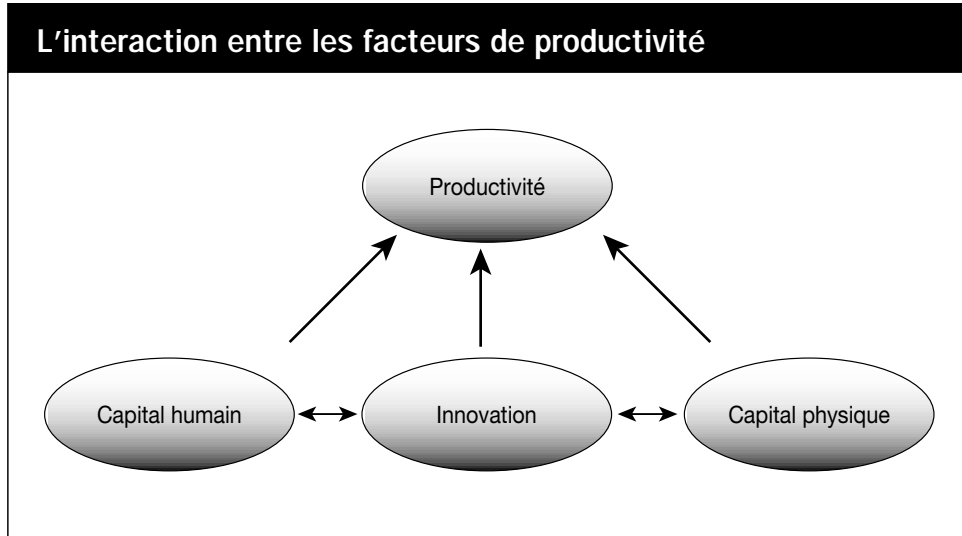 L'interaction entre les facteurs de productivité
Productivité
Capital humain
Innovation
Capital physique